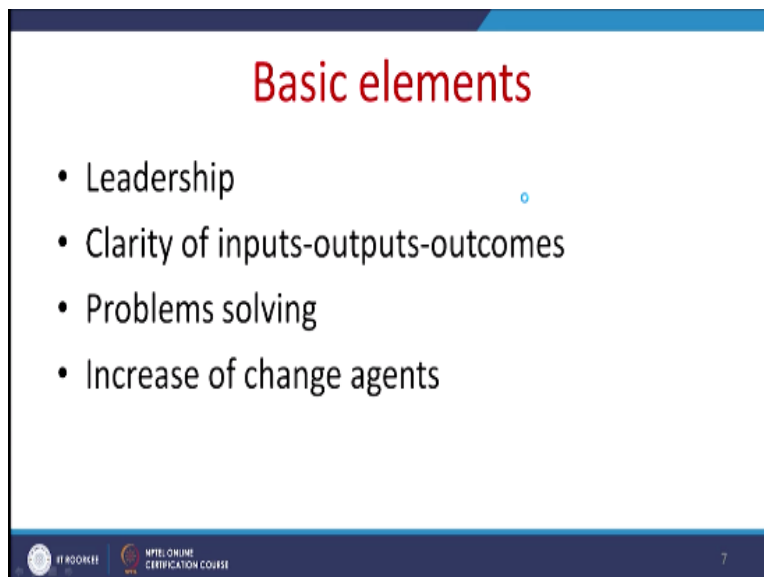 Basic elements
• Leadership
• Clarity of inputs-outputs-outcomes
• Problems solving
• Increase of change agents
IT ROORKEE
NPTEL ONLINE
CERTIFICATION COURSE
7